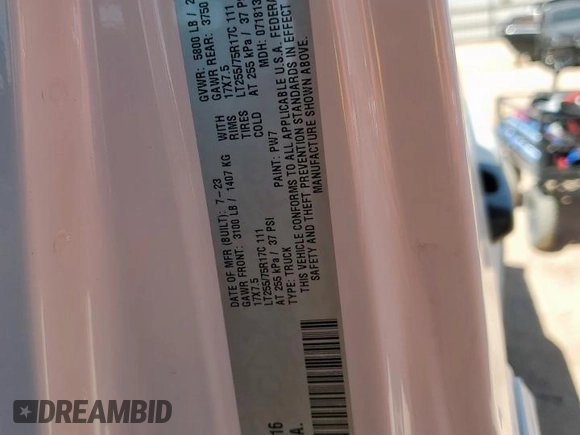 GVWR: 5800 LB / 2
DATE OF MFR (BUILT): 7-23
GAWR FRONT: 3100 LB / 1407 KG WITH GAWR REAR: 3750
17X7.5 RIMS 17X7.5
LT255/75R17C 111 TIRES LT255/75R17C 111
AT 255 kPa / 37 PSI COLD AT 255 kPa / 37 PS
MDH: 071813
TYPE: TRUCK PAINT: PW7
THIS VEHICLE CONFORMS TO ALL APPLICABLE U.S.A. FEDERA
SAFETY AND THEFT PREVENTION STANDARDS IN EFFECT
MANUFACTURE SHOWN ABOVE.
16
A.
DREAMBID